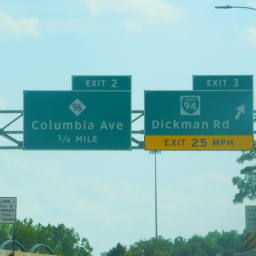 EXIT 2
96
Columbia Ave
3/4 MILE
EXIT 3
94
Dickman Rd
EXIT 25 MPH